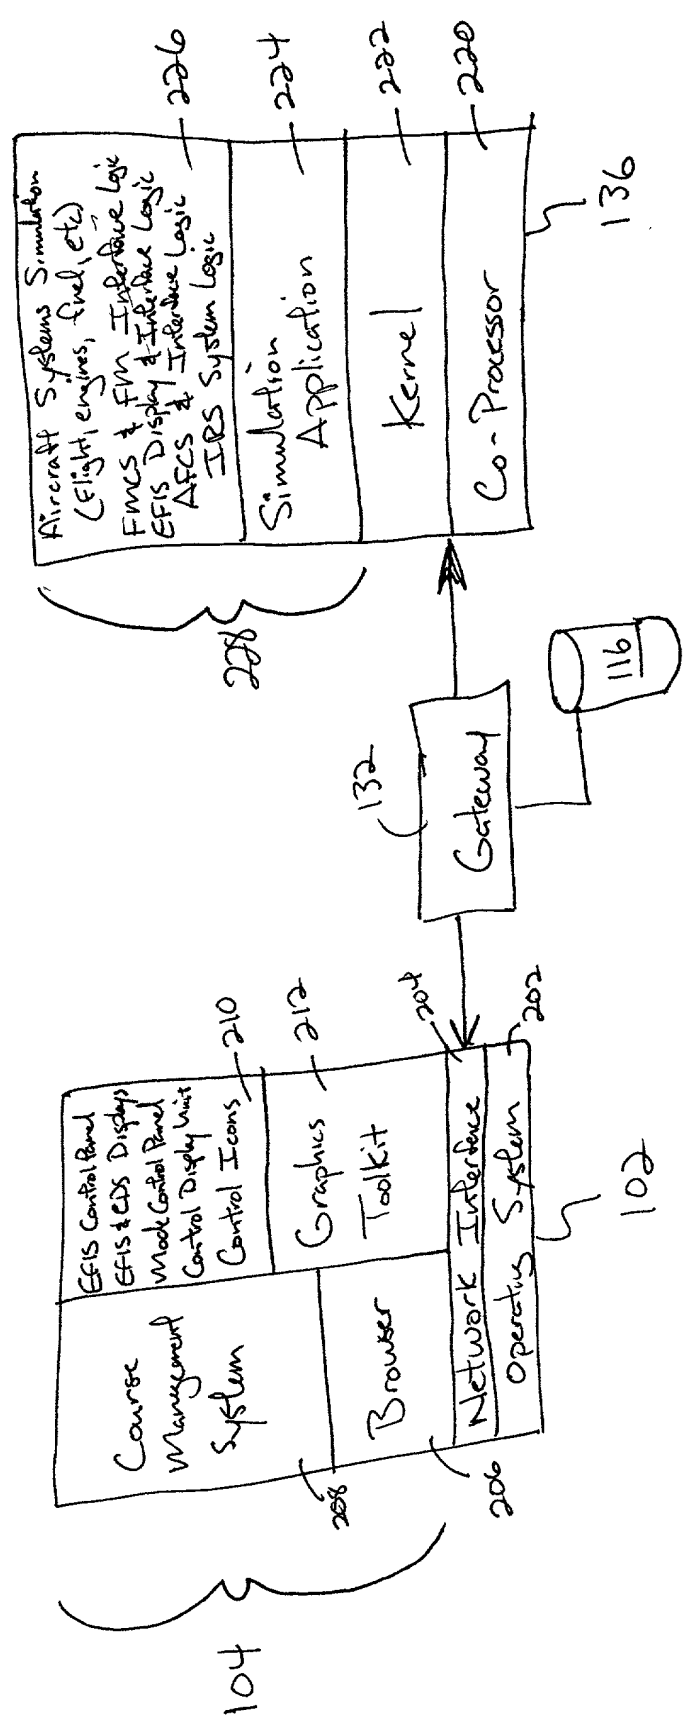 104
Course
Management
System
208
Browser
206
EFIS Control Panel
EFIS & CDS Displays
Mode Control Panel
Control Display Unit
Control Icons
210
Graphics
Toolkit
212
Network Interface
204
Operating System
202
102
132
Gateway
116
228
Aircraft Systems Simulation
(Flight, engines, fuel, etc)
FMCS & FM Interface Logic
EFIS Display & Interface Logic
AFCS & Interface Logic
IRS System Logic
226
Simulation
Application
224
Kernel
222
Co-Processor
220
136